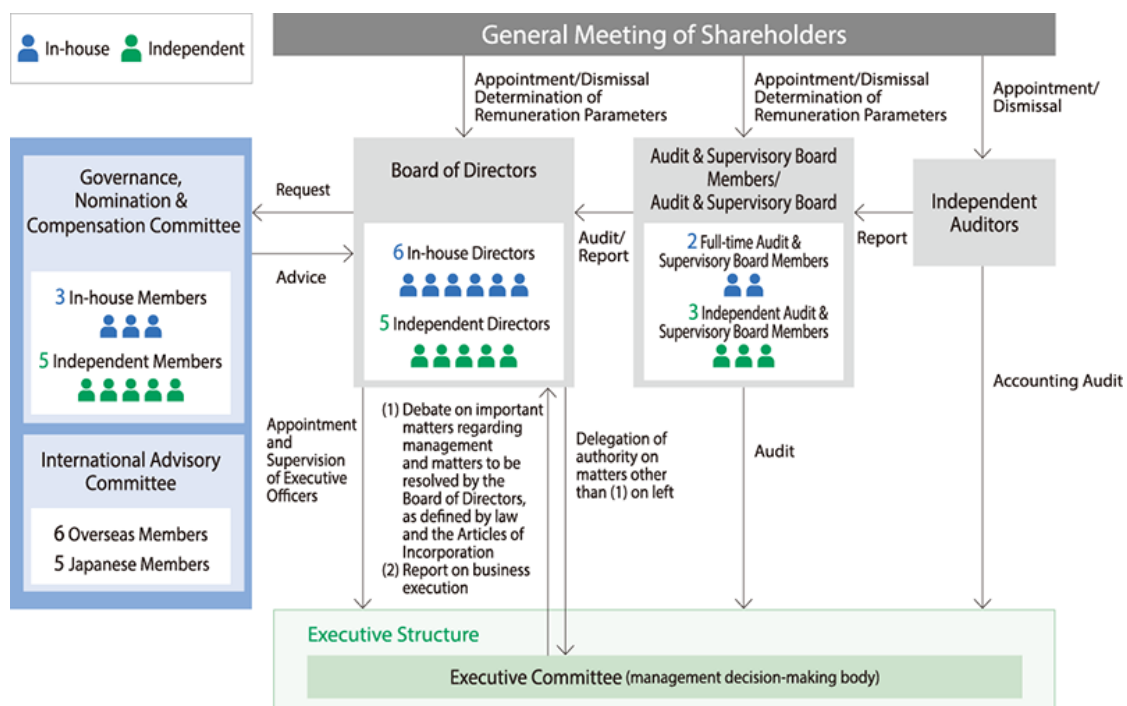 In-house Independent
General Meeting of Shareholders
Appointment/Dismissal
Determination of
Remuneration Parameters
Appointment/Dismissal
Determination of
Remuneration Parameters
Appointment/
Dismissal
Governance,
Nomination &
Compensation Committee
3 In-house Members
5 Independent Members
International Advisory
Committee
6 Overseas Members
5 Japanese Members
Request
Advice
Board of Directors
6 In-house Directors
5 Independent Directors
Audit/
Report
Audit & Supervisory Board
Members/
Audit & Supervisory Board
2 Full-time Audit &
Supervisory Board Members
3 Independent Audit &
Supervisory Board Members
Report
Independent
Auditors
Appointment
and
Supervision
of Executive
Officers
(1) Debate on important
matters regarding
management
and matters to be
resolved by the
Board of Directors,
as defined by law
and the Articles of
Incorporation
(2) Report on business
execution
Delegation of
authority on
matters other
than (1) on left
Audit
Accounting Audit
Executive Structure
Executive Committee (management decision-making body)